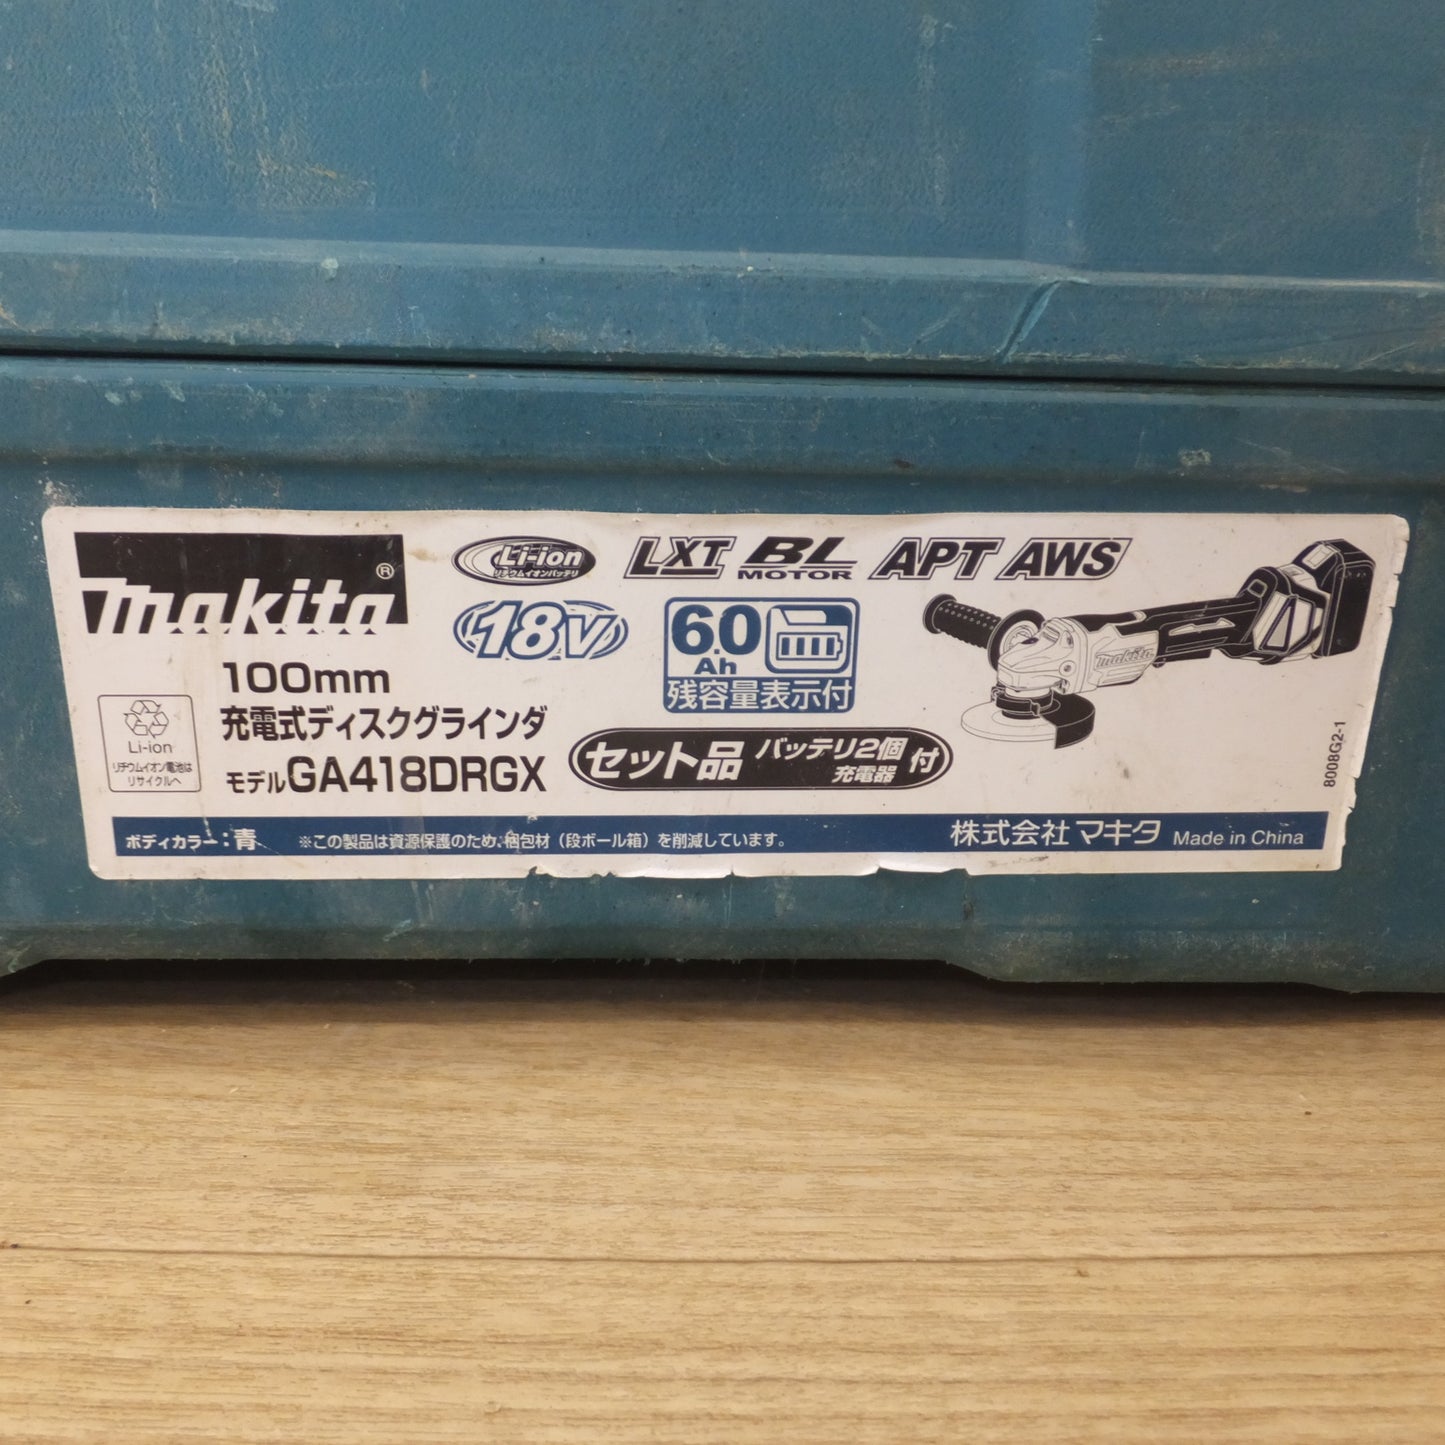 makita®
Li-ion
リチウムイオンバッテリ
LXT BL MOTOR APT AWS
18V
6.0
Ah
残容量表示付
100mm
充電式ディスクグラインダ
モデルGA418DRGX
Li-ion
リチウムイオン電池は
リサイクルへ
セット品 バッテリ2個 充電器 付
makita
8008G2-1
ボディカラー:青 ※この製品は資源保護のため、梱包材(段ボール箱)を削減しています。 株式会社 マキタ Made in China